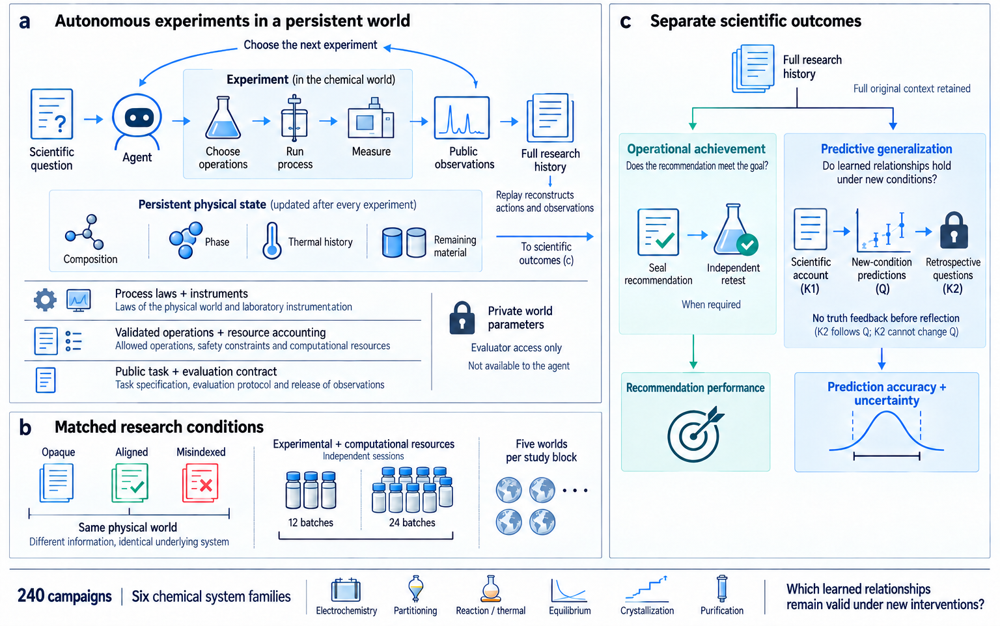 a Autonomous experiments in a persistent world
Choose the next experiment
Experiment (in the chemical world)
?
Scientific
question
Agent
Choose
operations
Run
process
Measure
Public
observations
Full research
history
Replay reconstructs
actions and observations
Persistent physical state (updated after every experiment)
Composition
Phase
Thermal history
Remaining
material
To scientific
outcomes (c)
Process laws + instruments
Laws of the physical world and laboratory instrumentation
Validated operations + resource accounting
Allowed operations, safety constraints and computational resources
Public task + evaluation contract
Task specification, evaluation protocol and release of observations
Private world
parameters
Evaluator access only
Not available to the agent
b Matched research conditions
Opaque
Aligned
Misindexed
Same physical world
Different information, identical underlying system
Experimental + computational resources
Independent sessions
12 batches
24 batches
Five worlds
per study block
c Separate scientific outcomes
Full research
history
Full original context retained
Operational achievement
Does the recommendation meet the goal?
Seal
recommendation
Independent
retest
When required
Recommendation performance
Predictive generalization
Do learned relationships hold
under new conditions?
Scientific
account
(K1)
New-condition
predictions
(Q)
Retrospective
questions
(K2)
No truth feedback before reflection
(K2 follows Q; K2 cannot change Q)
Prediction accuracy +
uncertainty
240 campaigns | Six chemical system families
Electrochemistry
Partitioning
Reaction / thermal
Equilibrium
Crystallization
Purification
Which learned relationships
remain valid under new interventions?